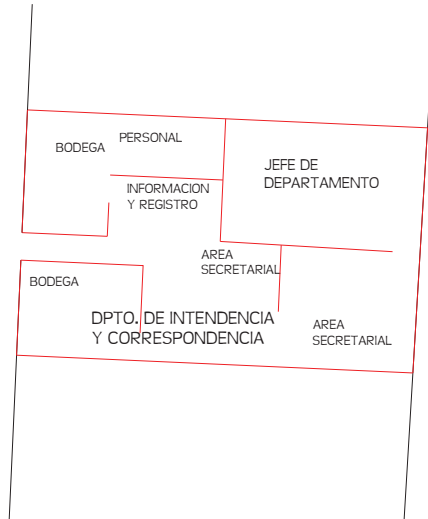 PERSONAL
BODEGA
JEFE DE
DEPARTAMENTO
INFORMACION
Y REGISTRO
AREA
SECRETARIAL
BODEGA
DPTO. DE INTENDENCIA
Y CORRESPONDENCIA
AREA
SECRETARIAL